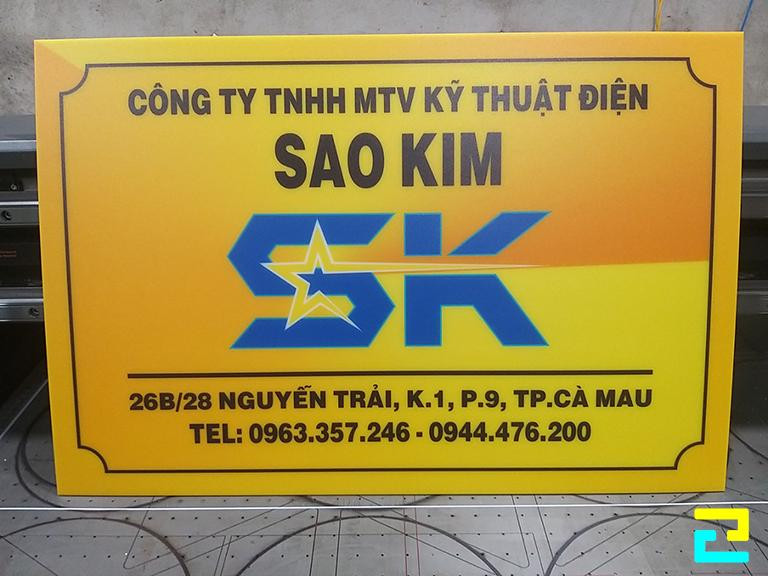 CÔNG TY TNHH MTV KỸ THUẬT ĐIỆN
SAO KIM
SK
26B/28 NGUYỄN TRẢI, K.1, P.9, TP.CÀ MAU
TEL: 0963.357.246 - 0944.476.200